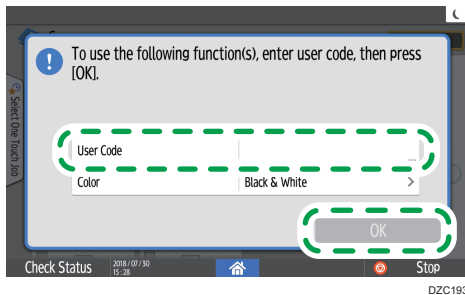 To use the following function(s), enter user code, then press
[OK].
Select One Touch Job
User Code
...
Color Black & White >
OK
Check Status 2018/07/30
15:28
Stop
DZC193